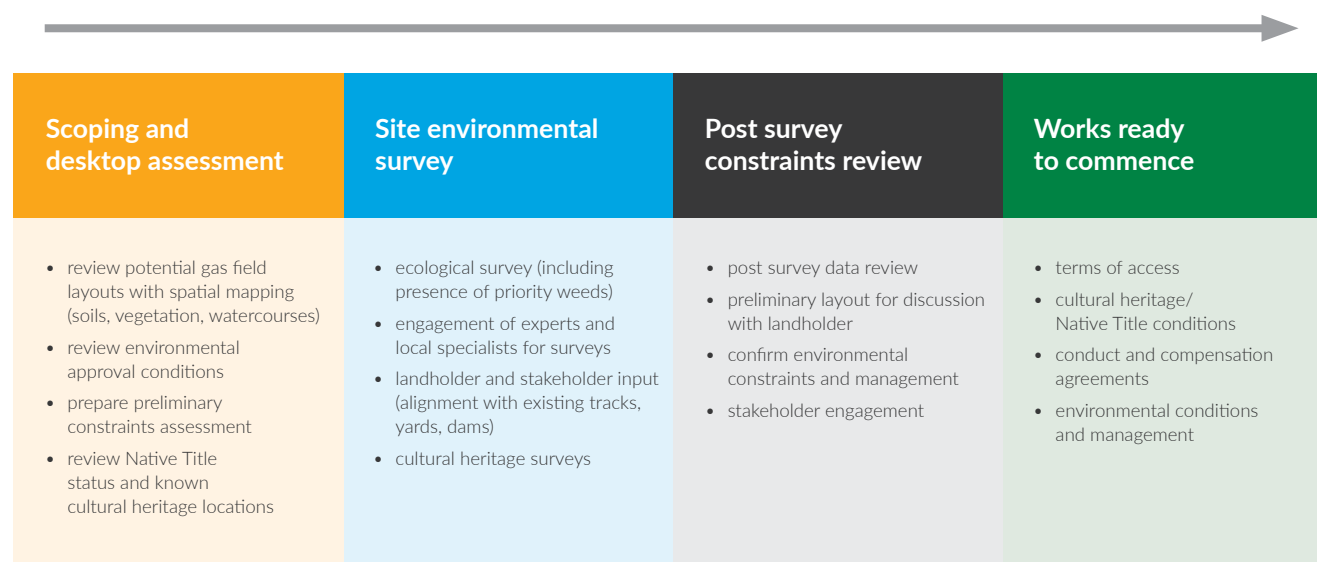 Scoping and
desktop assessment
• review potential gas field
layouts with spatial mapping
(soils, vegetation, watercourses)
• review environmental
approval conditions
• prepare preliminary
constraints assessment
• review Native Title
status and known
cultural heritage locations
Site environmental
survey
• ecological survey (including
presence of priority weeds)
• engagement of experts and
local specialists for surveys
• landholder and stakeholder input
(alignment with existing tracks,
yards, dams)
• cultural heritage surveys
Post survey
constraints review
• post survey data review
• preliminary layout for discussion
with landholder
• confirm environmental
constraints and management
• stakeholder engagement
Works ready
to commence
• terms of access
• cultural heritage/
Native Title conditions
• conduct and compensation
agreements
• environmental conditions
and management